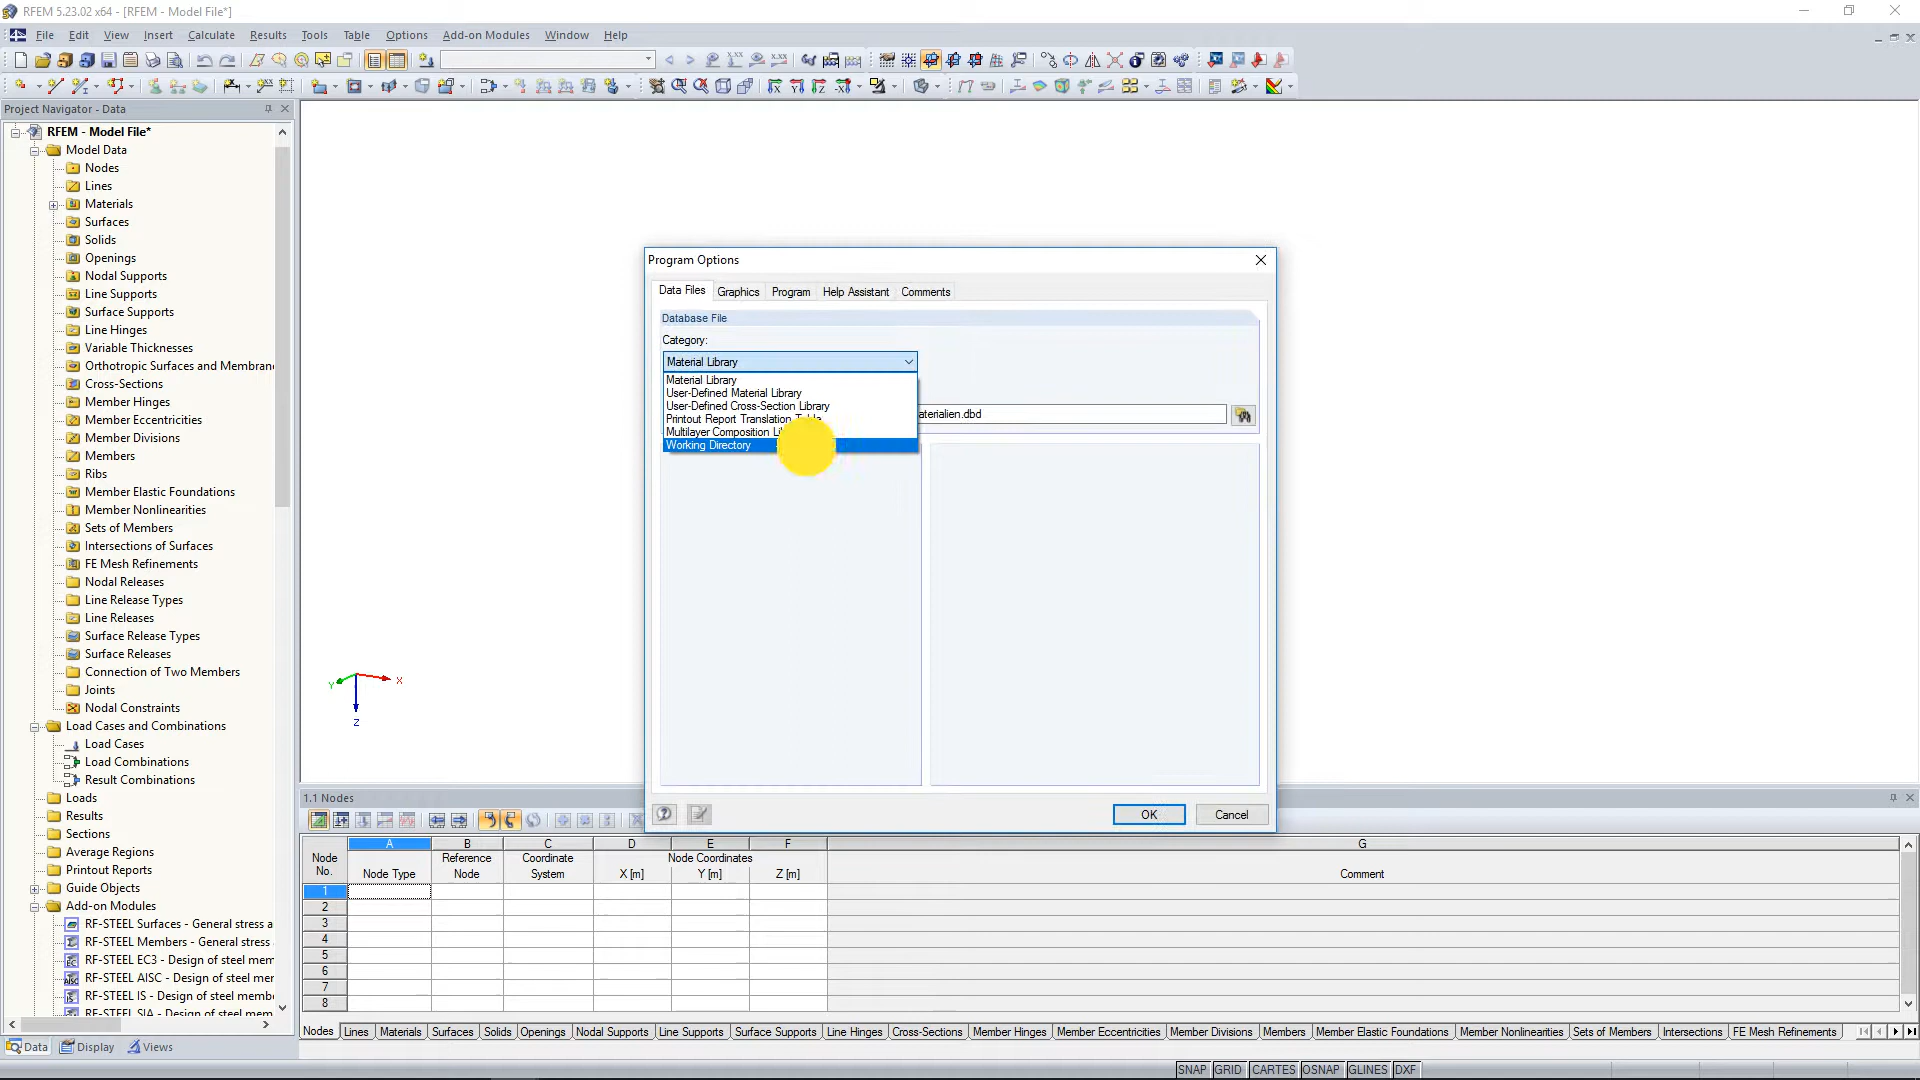 RFEM 5.23.02 x64 - [RFEM - Model File*]
File Edit View Insert Calculate Results Tools Table Options Add-on Modules Window Help
Project Navigator - Data
RFEM - Model File*
Model Data
Nodes
Lines
Materials
Surfaces
Solids
Openings
Nodal Supports
Line Supports
Surface Supports
Line Hinges
Variable Thicknesses
Orthotropic Surfaces and Membran
Cross-Sections
Member Hinges
Member Eccentricities
Member Divisions
Members
Ribs
Member Elastic Foundations
Member Nonlinearities
Sets of Members
Intersections of Surfaces
FE Mesh Refinements
Nodal Releases
Line Release Types
Line Releases
Surface Release Types
Surface Releases
Connection of Two Members
Joints
Nodal Constraints
Load Cases and Combinations
Load Cases
Load Combinations
Result Combinations
Loads
Results
Sections
Average Regions
Printout Reports
Guide Objects
Add-on Modules
RF-STEEL Surfaces - General stress a
RF-STEEL Members - General stress
RF-STEEL EC3 - Design of steel mem
RF-STEEL AISC - Design of steel mem
RF-STEEL IS - Design of steel membe
RF-STEEL SIA - Design of steel mem
Data Display Views
Y X
Z
Program Options
Data Files Graphics Program Help Assistant Comments
Database File
Category:
Material Library
Material Library
User-Defined Material Library
User-Defined Cross-Section Library
aterialien.dbd
Printout Report Translation Table
Multilayer Composition Li
Working Directory
OK Cancel
1.1 Nodes
A B C D E F G
Node Reference Coordinate Node Coordinates
No. Node Type Node System X [m] Y [m] Z [m] Comment
1
2
3
4
5
6
7
8
Nodes Lines Materials Surfaces Solids Openings Nodal Supports Line Supports Surface Supports Line Hinges Cross-Sections Member Hinges Member Eccentricities Member Divisions Members Member Elastic Foundations Member Nonlinearities Sets of Members Intersections FE Mesh Refinements
SNAP GRID CARTES OSNAP GLINES DXF